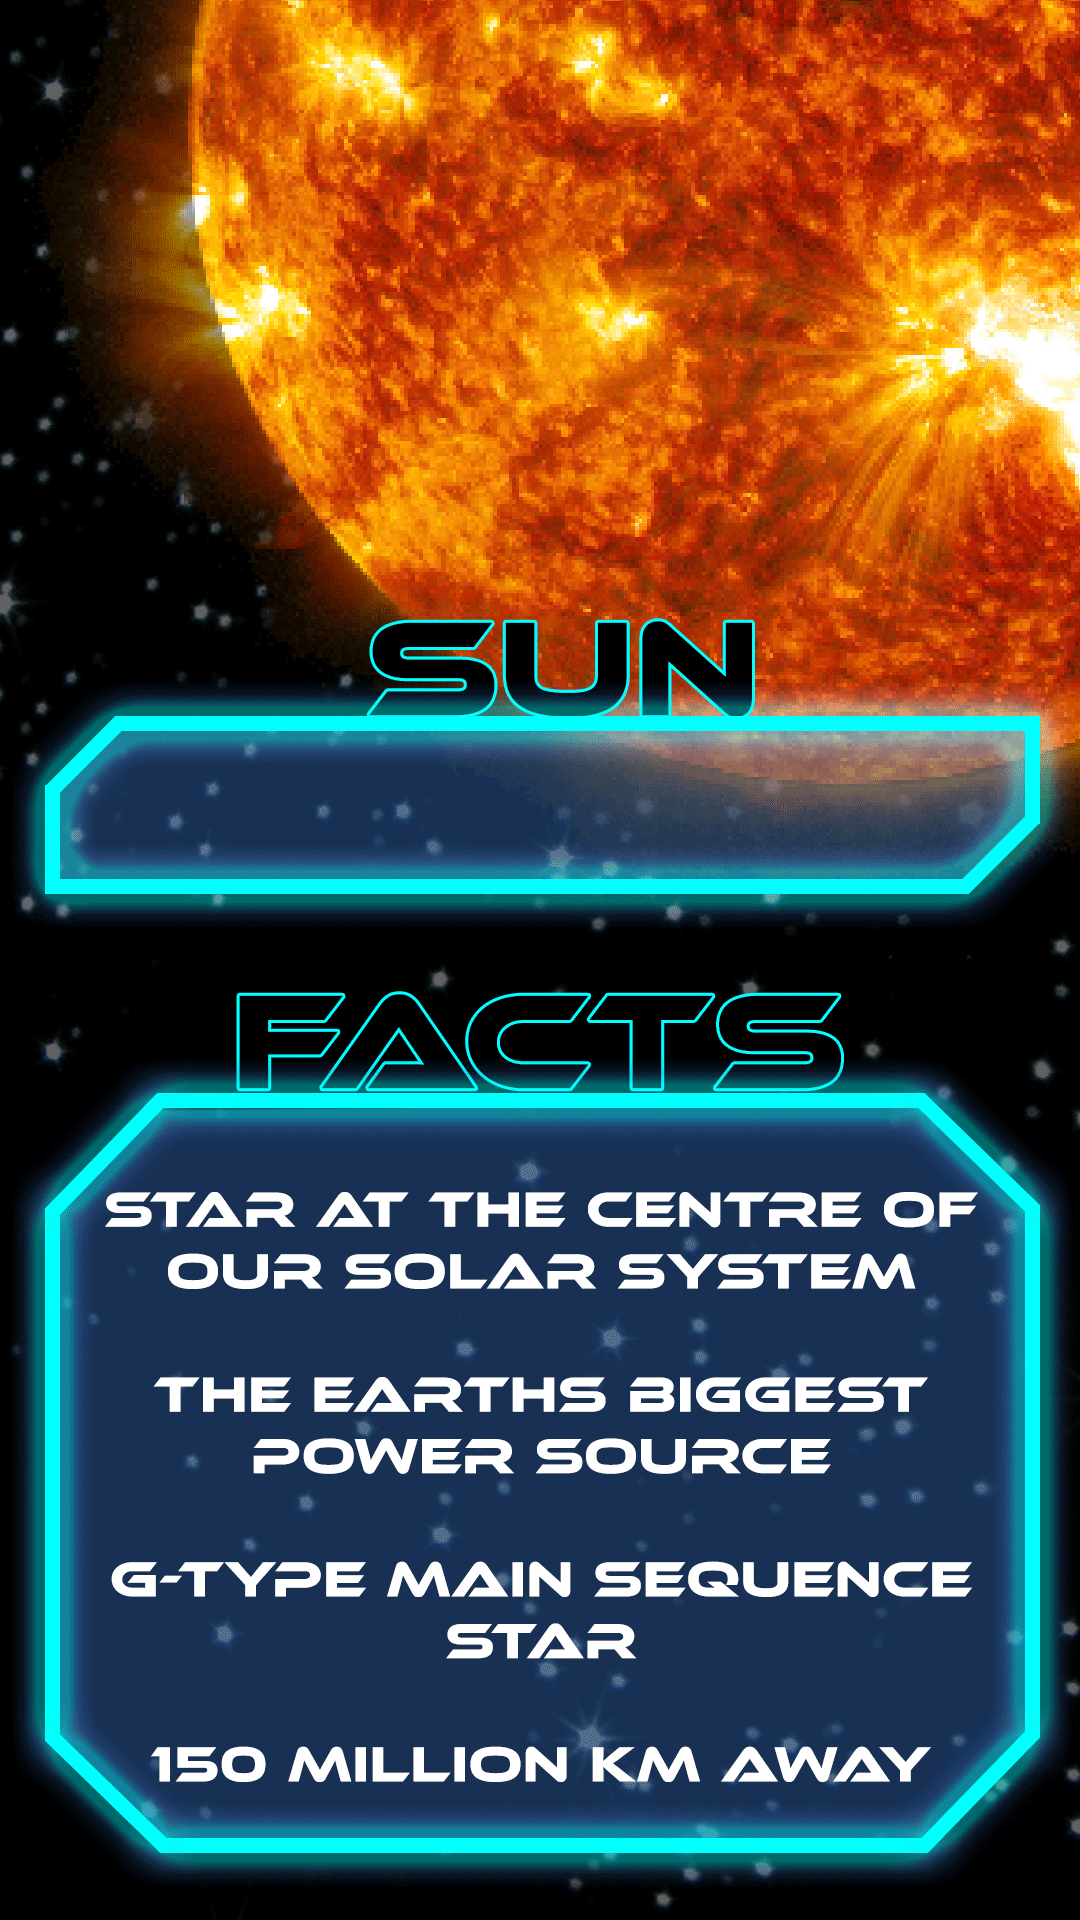 SUN
FACTS
STAR AT THE CENTRE OF
OUR SOLAR SYSTEM
THE EARTHS BIGGEST
POWER SOURCE
G-TYPE MAIN SEQUENCE
STAR
150 MILLION KM AWAY